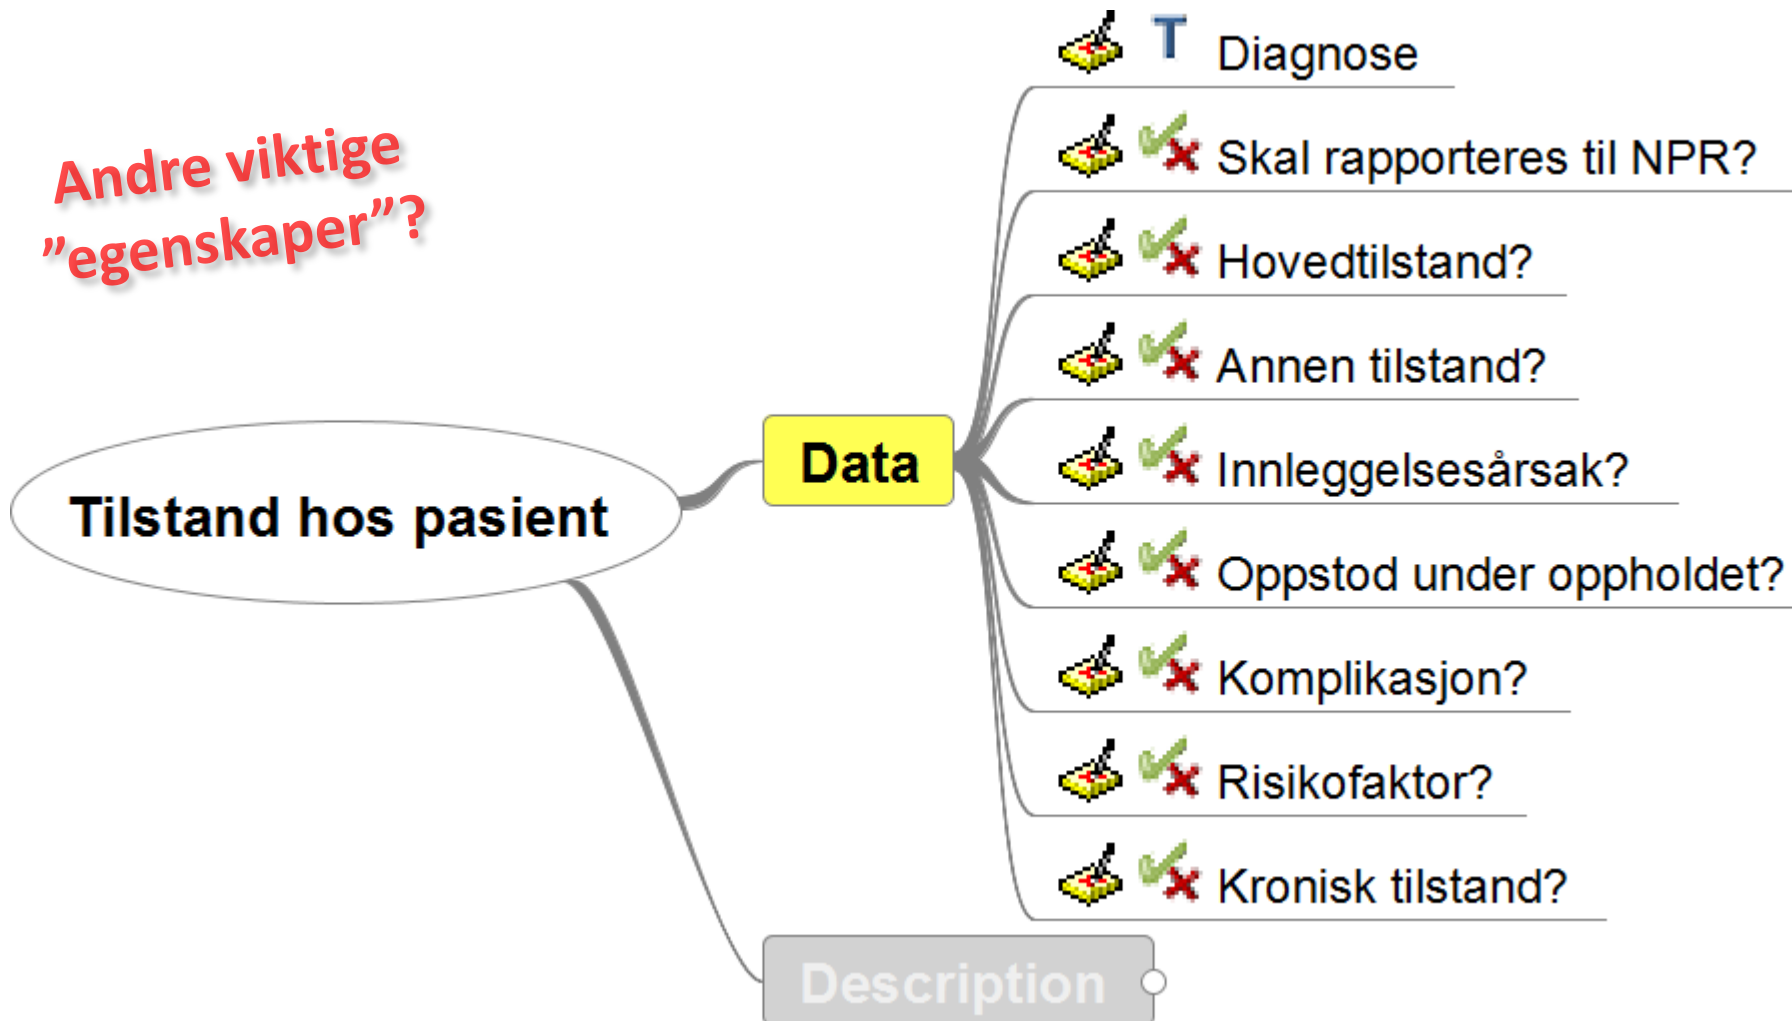 Andre viktige
”egenskaper”?
Tilstand hos pasient
Data
T Diagnose
Skal rapporteres til NPR?
Hovedtilstand?
Annen tilstand?
Innleggelsesårsak?
Oppstod under oppholdet?
Komplikasjon?
Risikofaktor?
Kronisk tilstand?
Description